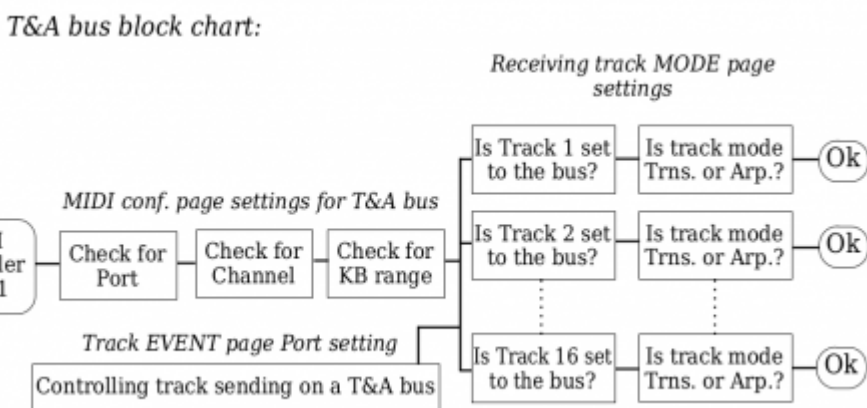 T&A bus block chart:
Receiving track MODE page
settings
Is Track 1 set
to the bus?
Is track mode
Trns. or Arp.?
Ok
MIDI conf. page settings for T&A bus
1
Check for
Port
Check for
Channel
Check for
KB range
Is Track 2 set
to the bus?
Is track mode
Trns. or Arp.?
Ok
Track EVENT page Port setting
Controlling track sending on a T&A bus
Is Track 16 set
to the bus?
Is track mode
Trns. or Arp.?
Ok